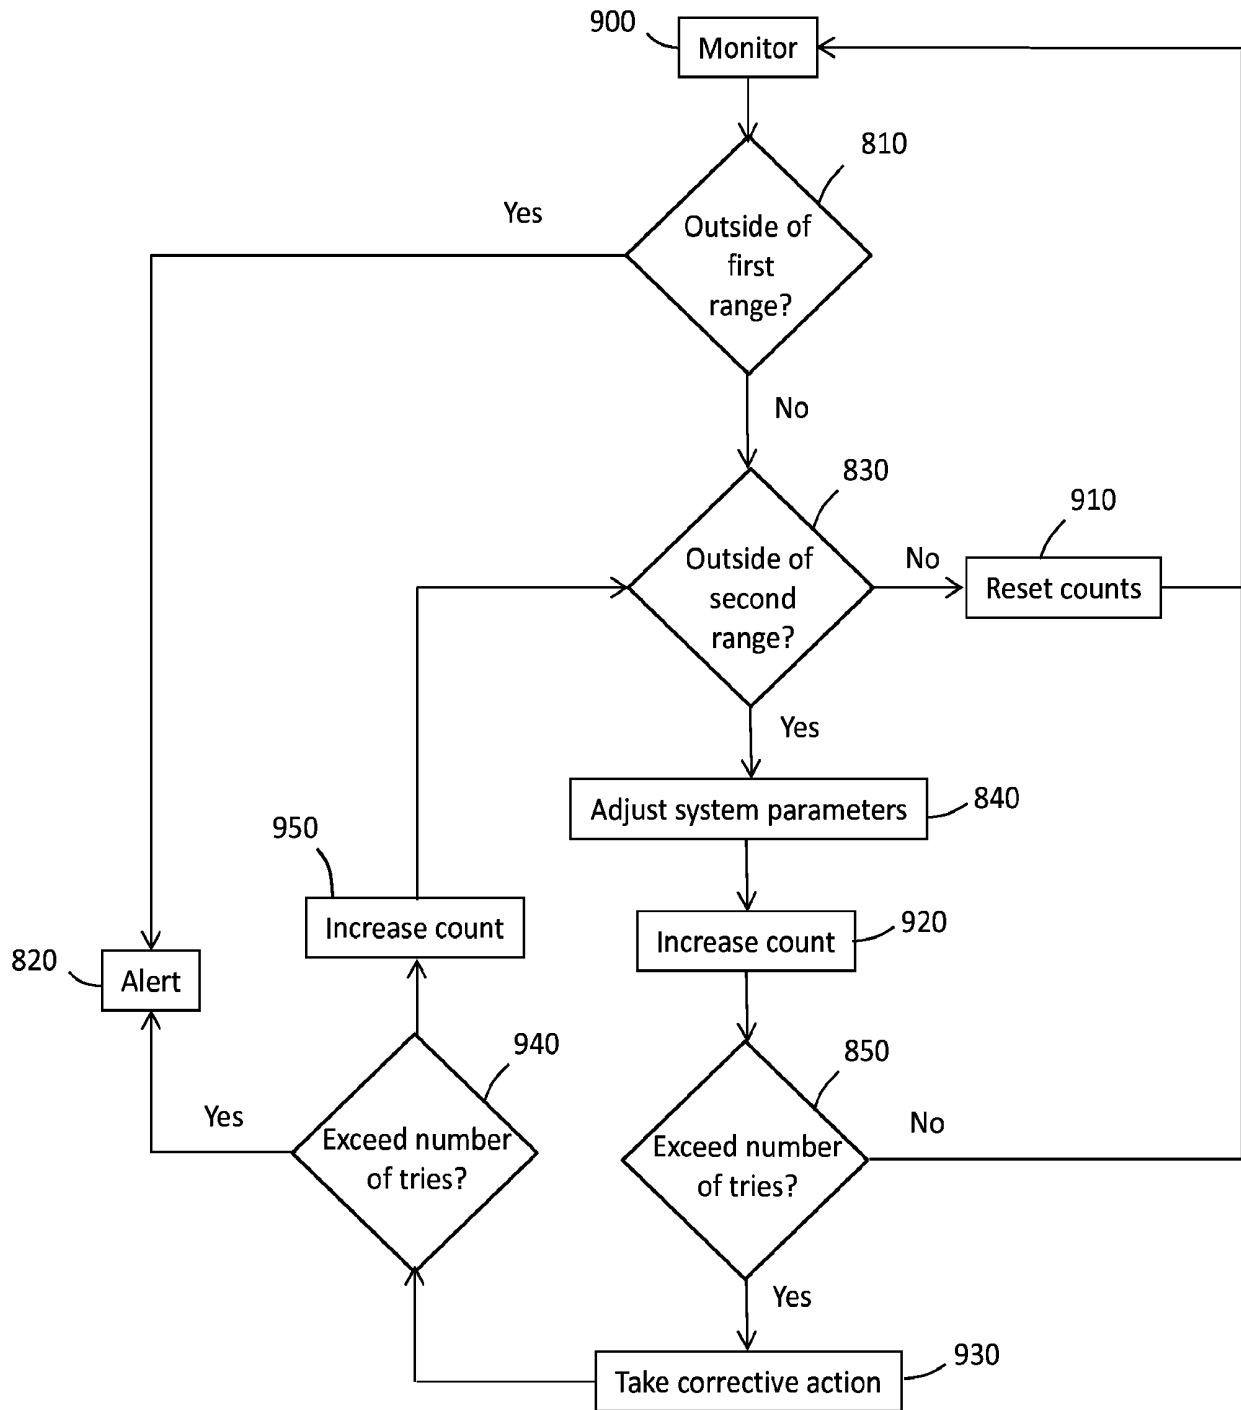 900
Monitor
810
Yes
Outside of
first
range?
No
830
910
Outside of
second
range?
No
Reset counts
Yes
Adjust system parameters
840
950
Increase count
Increase count
920
820
Alert
940
850
Yes
Exceed number
of tries?
Exceed number
of tries?
No
Yes
Take corrective action
930